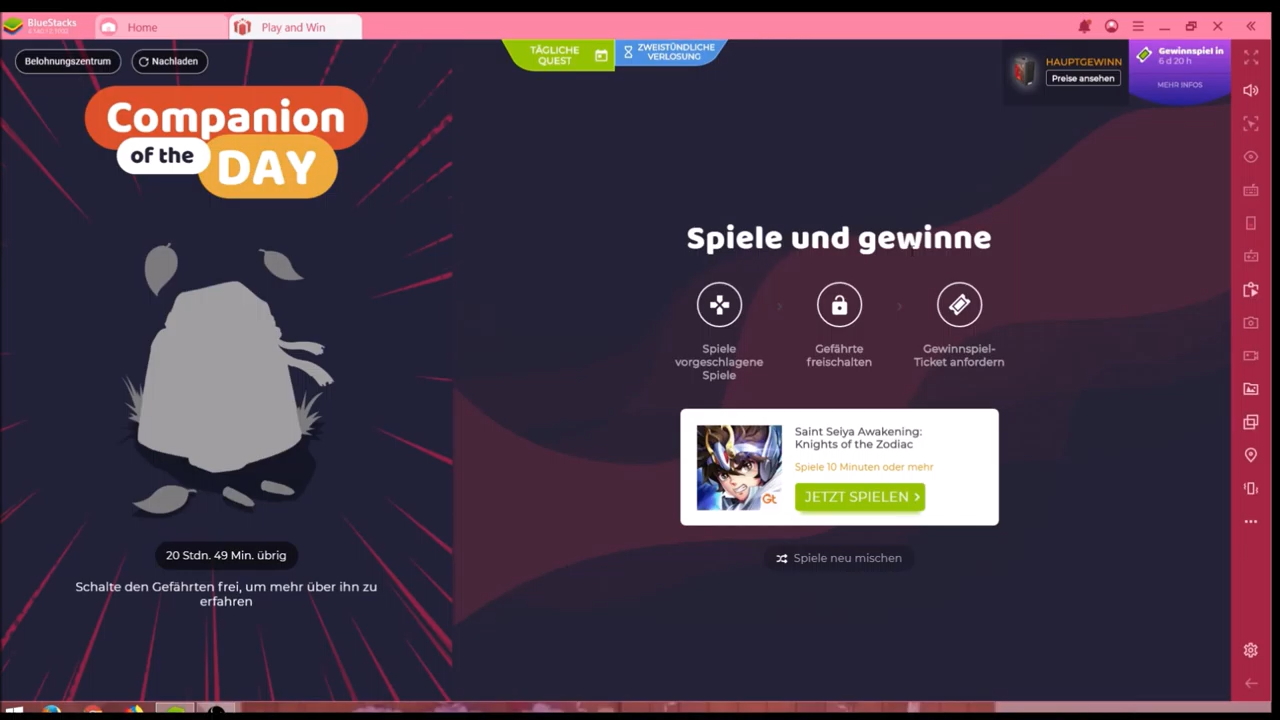 BlueStacks
Home
Play and Win
Belohnungszentrum
Nachladen
TÄGLICHE
QUEST
ZWEISTÜNDLICHE
VERLOSUNG
HAUPTGEWINN
Preise ansehen
Gewinnspiel in
6 d 20 h
MEHR INFOS
Companion
of the
DAY
20 Stdn. 49 Min. übrig
Schalte den Gefährten frei, um mehr über ihn zu
erfahren
Spiele und gewinne
Spiele
vorgeschlagene
Spiele
Gefährte
freischalten
Gewinnspiel-
Ticket anfordern
Saint Seiya Awakening:
Knights of the Zodiac
Spiele 10 Minuten oder mehr
JETZT SPIELEN
Gt
Spiele neu mischen